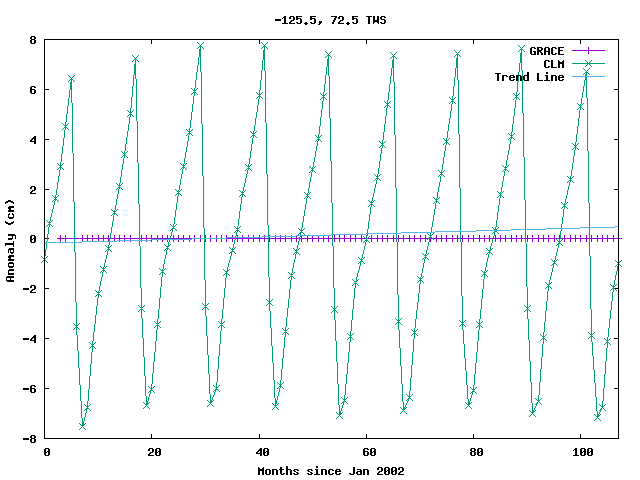 -125.5, 72.5 TWS
GRACE
CLM
Trend Line
8
6
4
2
0
-2
-4
-6
-8
Anomaly (cm)
0 20 40 60 80 100
Months since Jan 2002